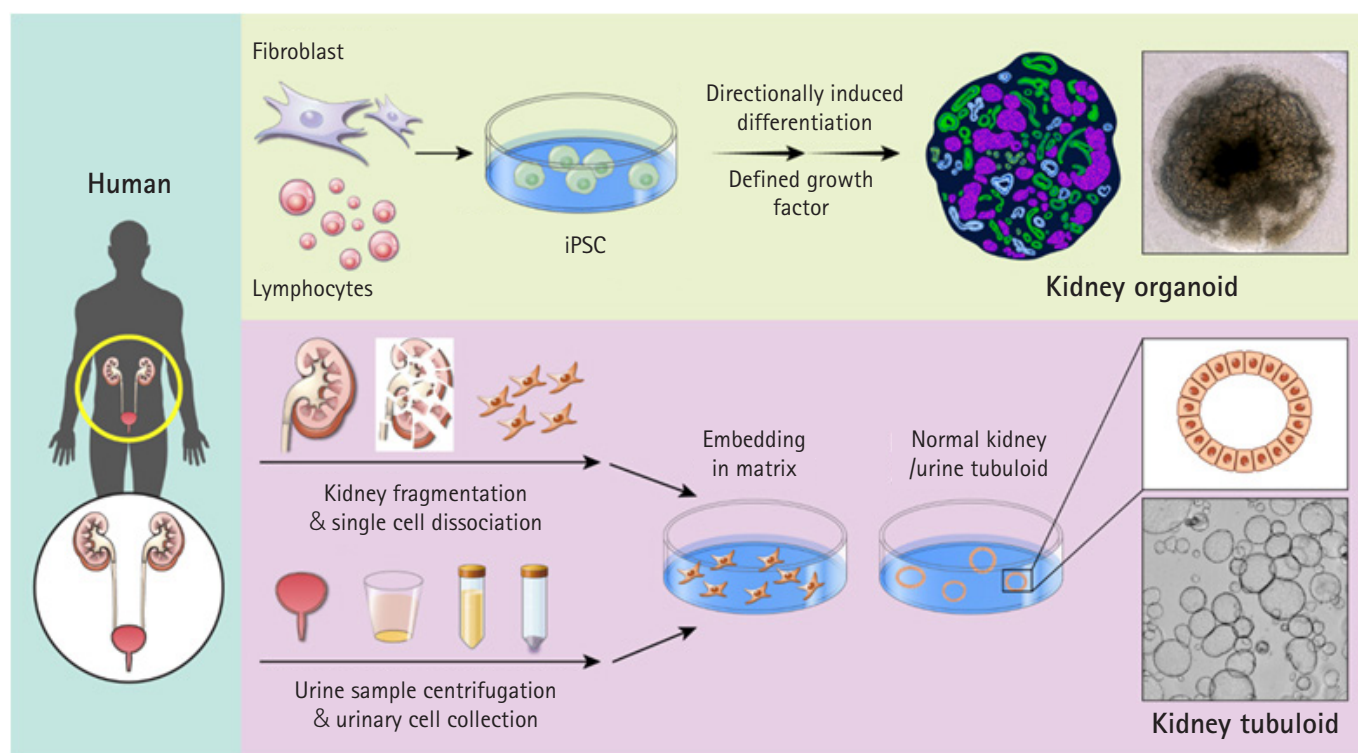 Human
Fibroblast
Lymphocytes
iPSC
Directionally induced
differentiation
Defined growth
factor
Kidney organoid
Kidney fragmentation
& single cell dissociation
Urine sample centrifugation
& urinary cell collection
Embedding
in matrix
Normal kidney
/urine tubuloid
Kidney tubuloid